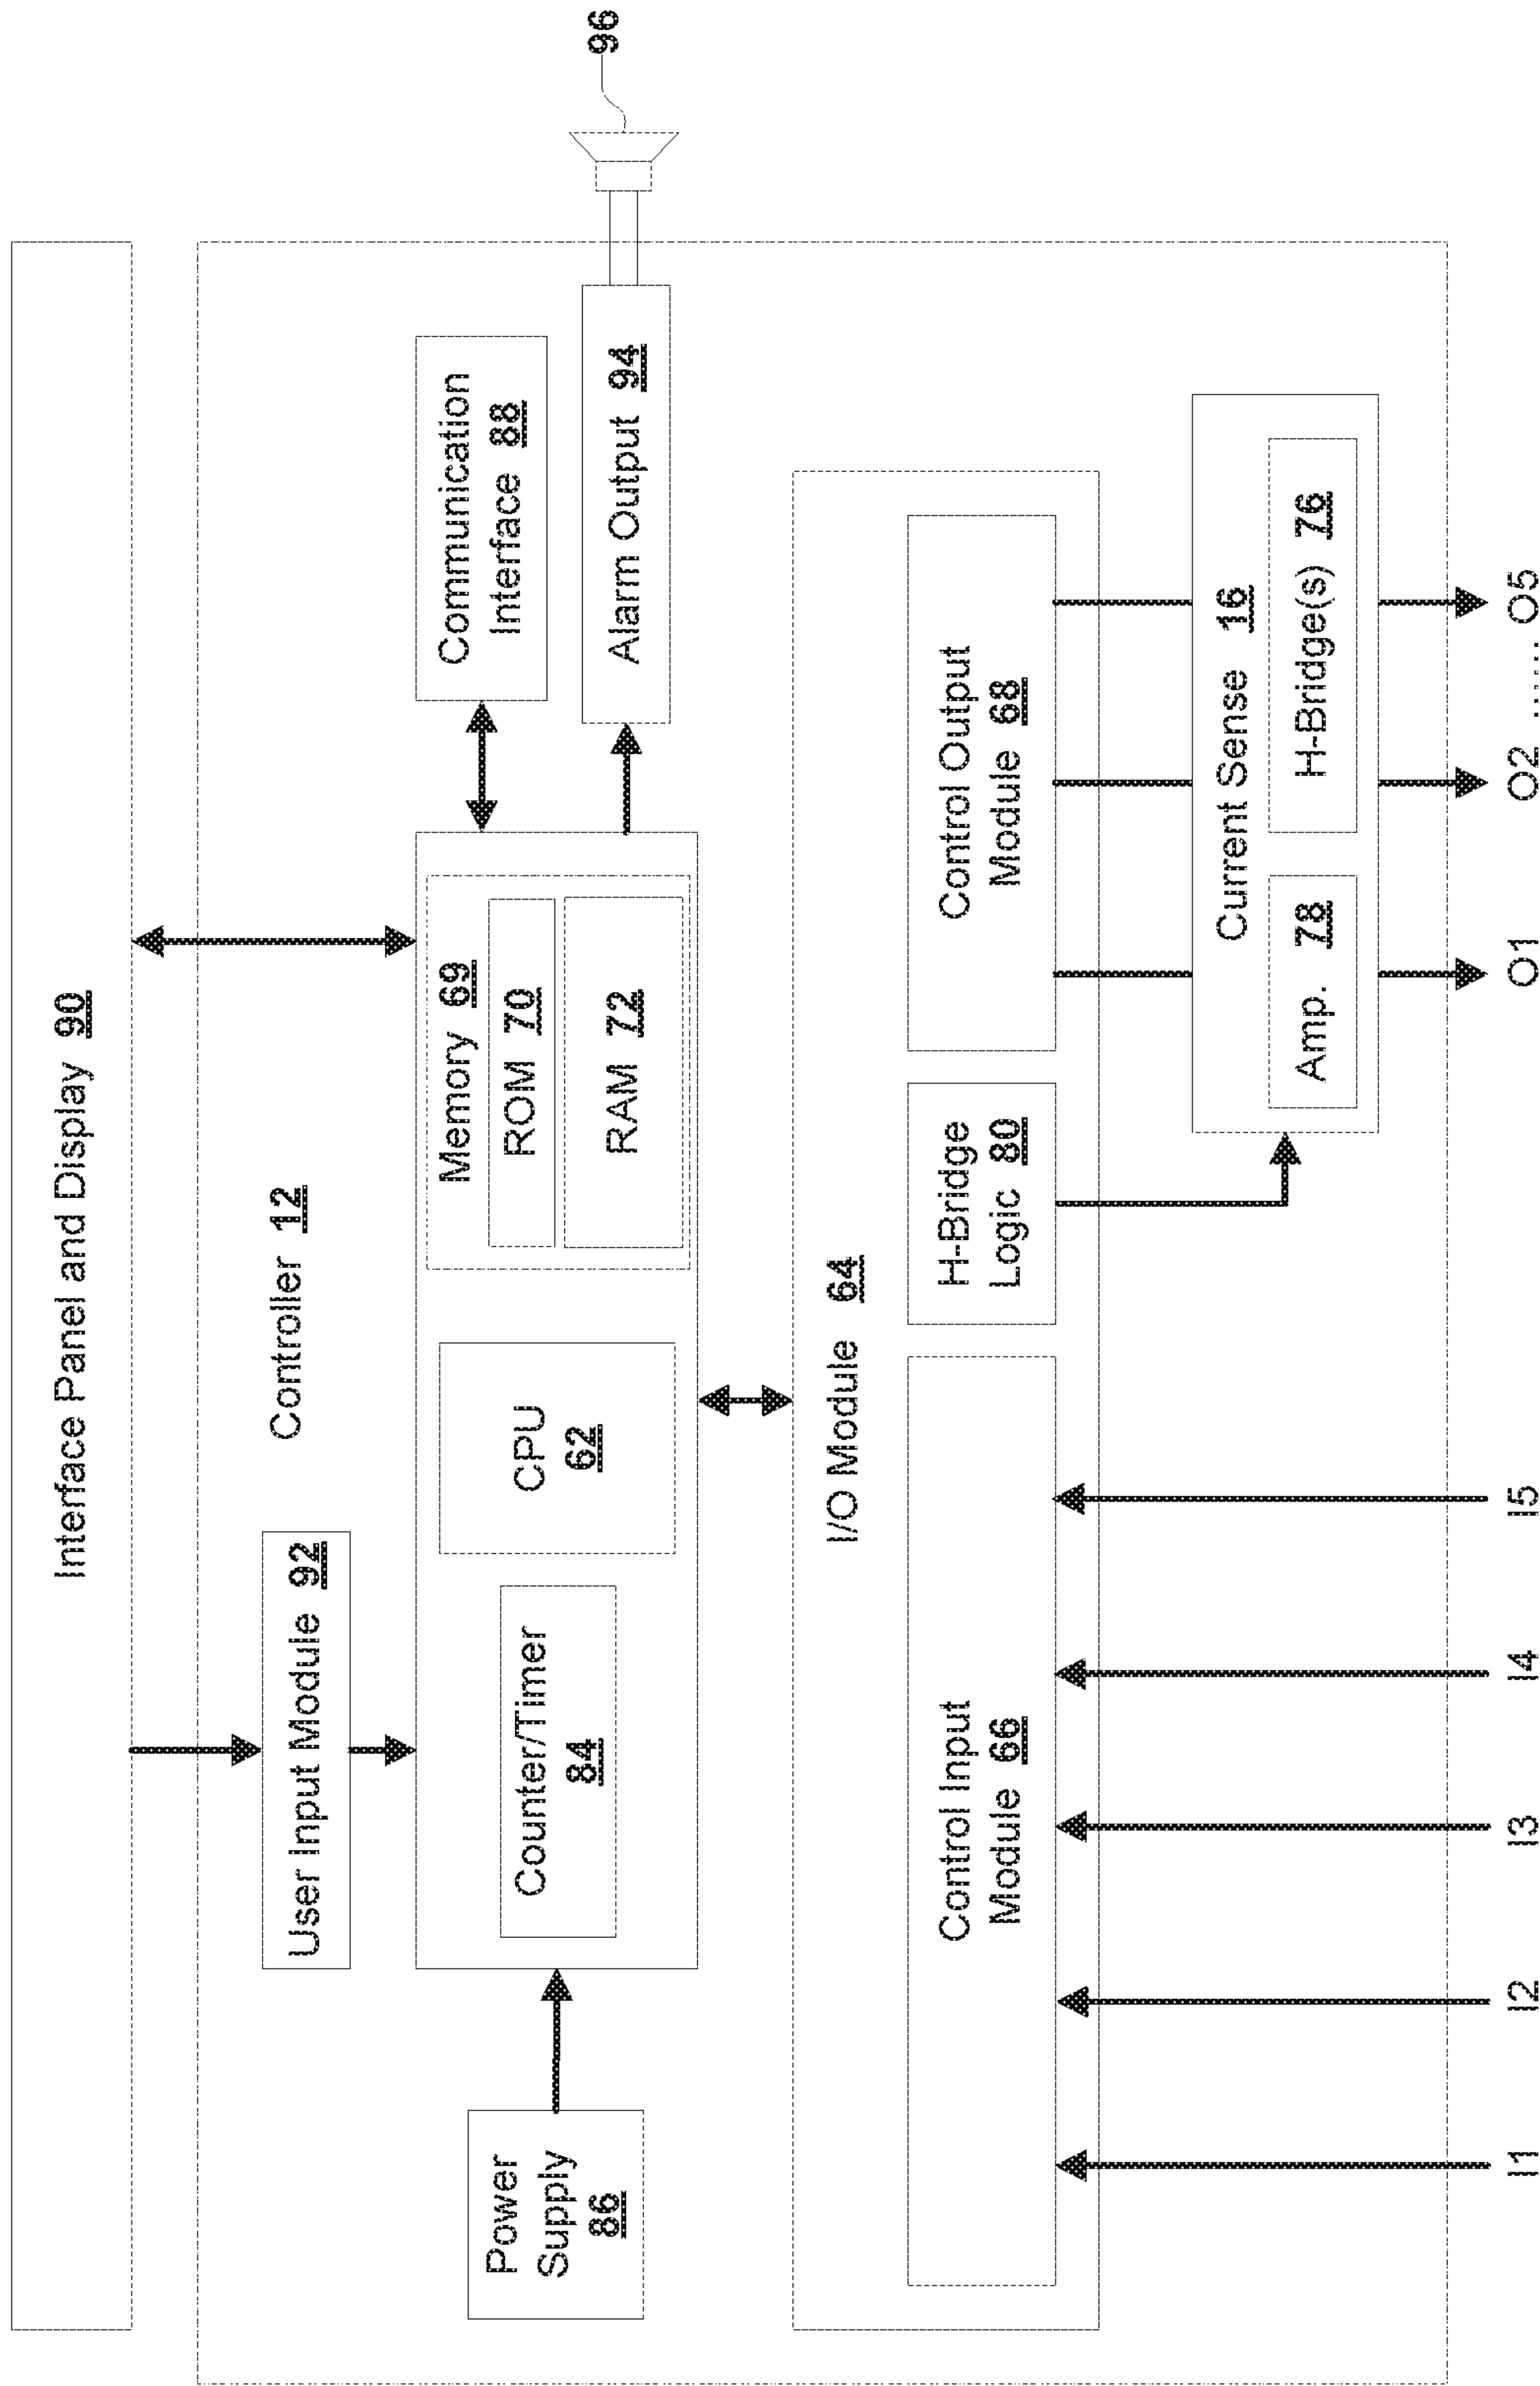 Interface Panel and Display 90
Controller 12
User Input Module 92
Power
Supply
86
Counter/Timer
84
CPU
62
Memory 69
ROM 70
RAM 72
Communication
Interface 88
Alarm Output 94
96
I/O Module 64
Control Input
Module 66
H-Bridge
Logic 80
Control Output
Module 68
Current Sense 16
Amp. 78
H-Bridge(s) 76
I1 I2 I3 I4 I5 O1 O2 ...... O5